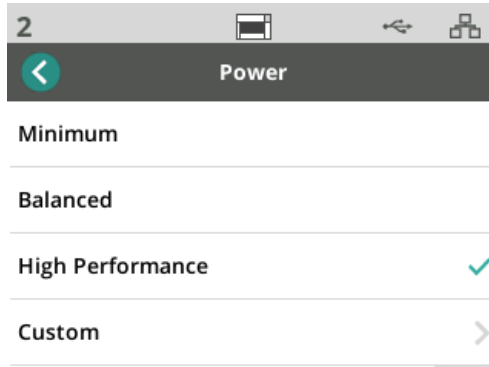 2
Power
Minimum
Balanced
High Performance
Custom